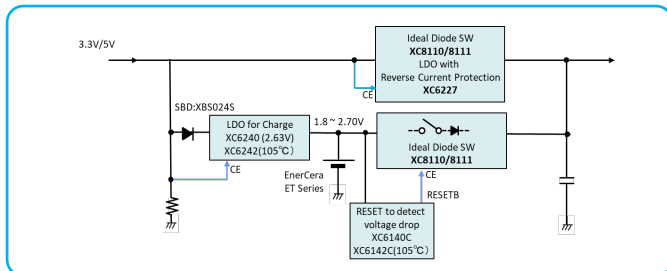 3.3V/5V
Ideal Diode SW
XC8110/8111
LDO with
Reverse Current Protection
XC6227
CE
SBD:XBS024S
LDO for Charge
XC6240 (2.63V)
XC6242(105℃)
CE
1.8 ~ 2.70V
EnerCera
ET Series
Ideal Diode SW
XC8110/8111
CE
RESETB
RESET to detect
voltage drop
XC6140C
XC6142C(105℃)